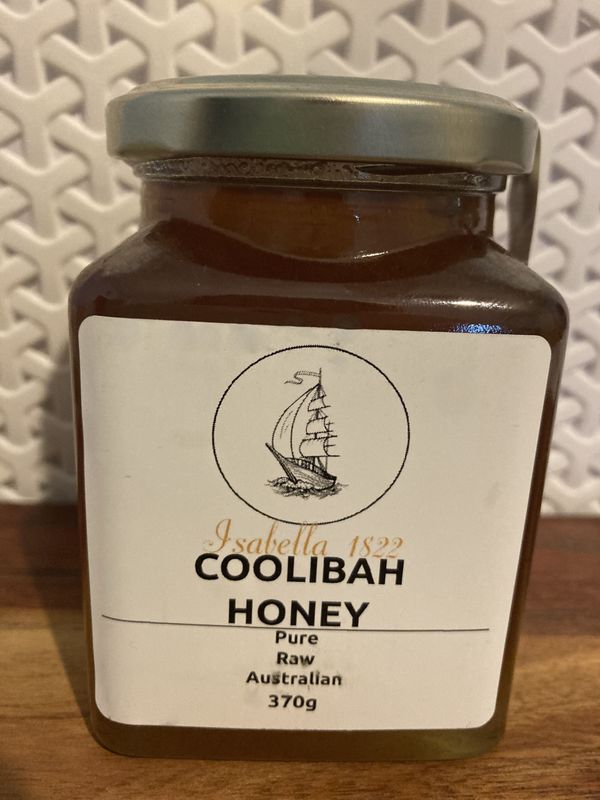 Isabella 1822
COOLIBAH
HONEY
Pure
Raw
Australian
370g